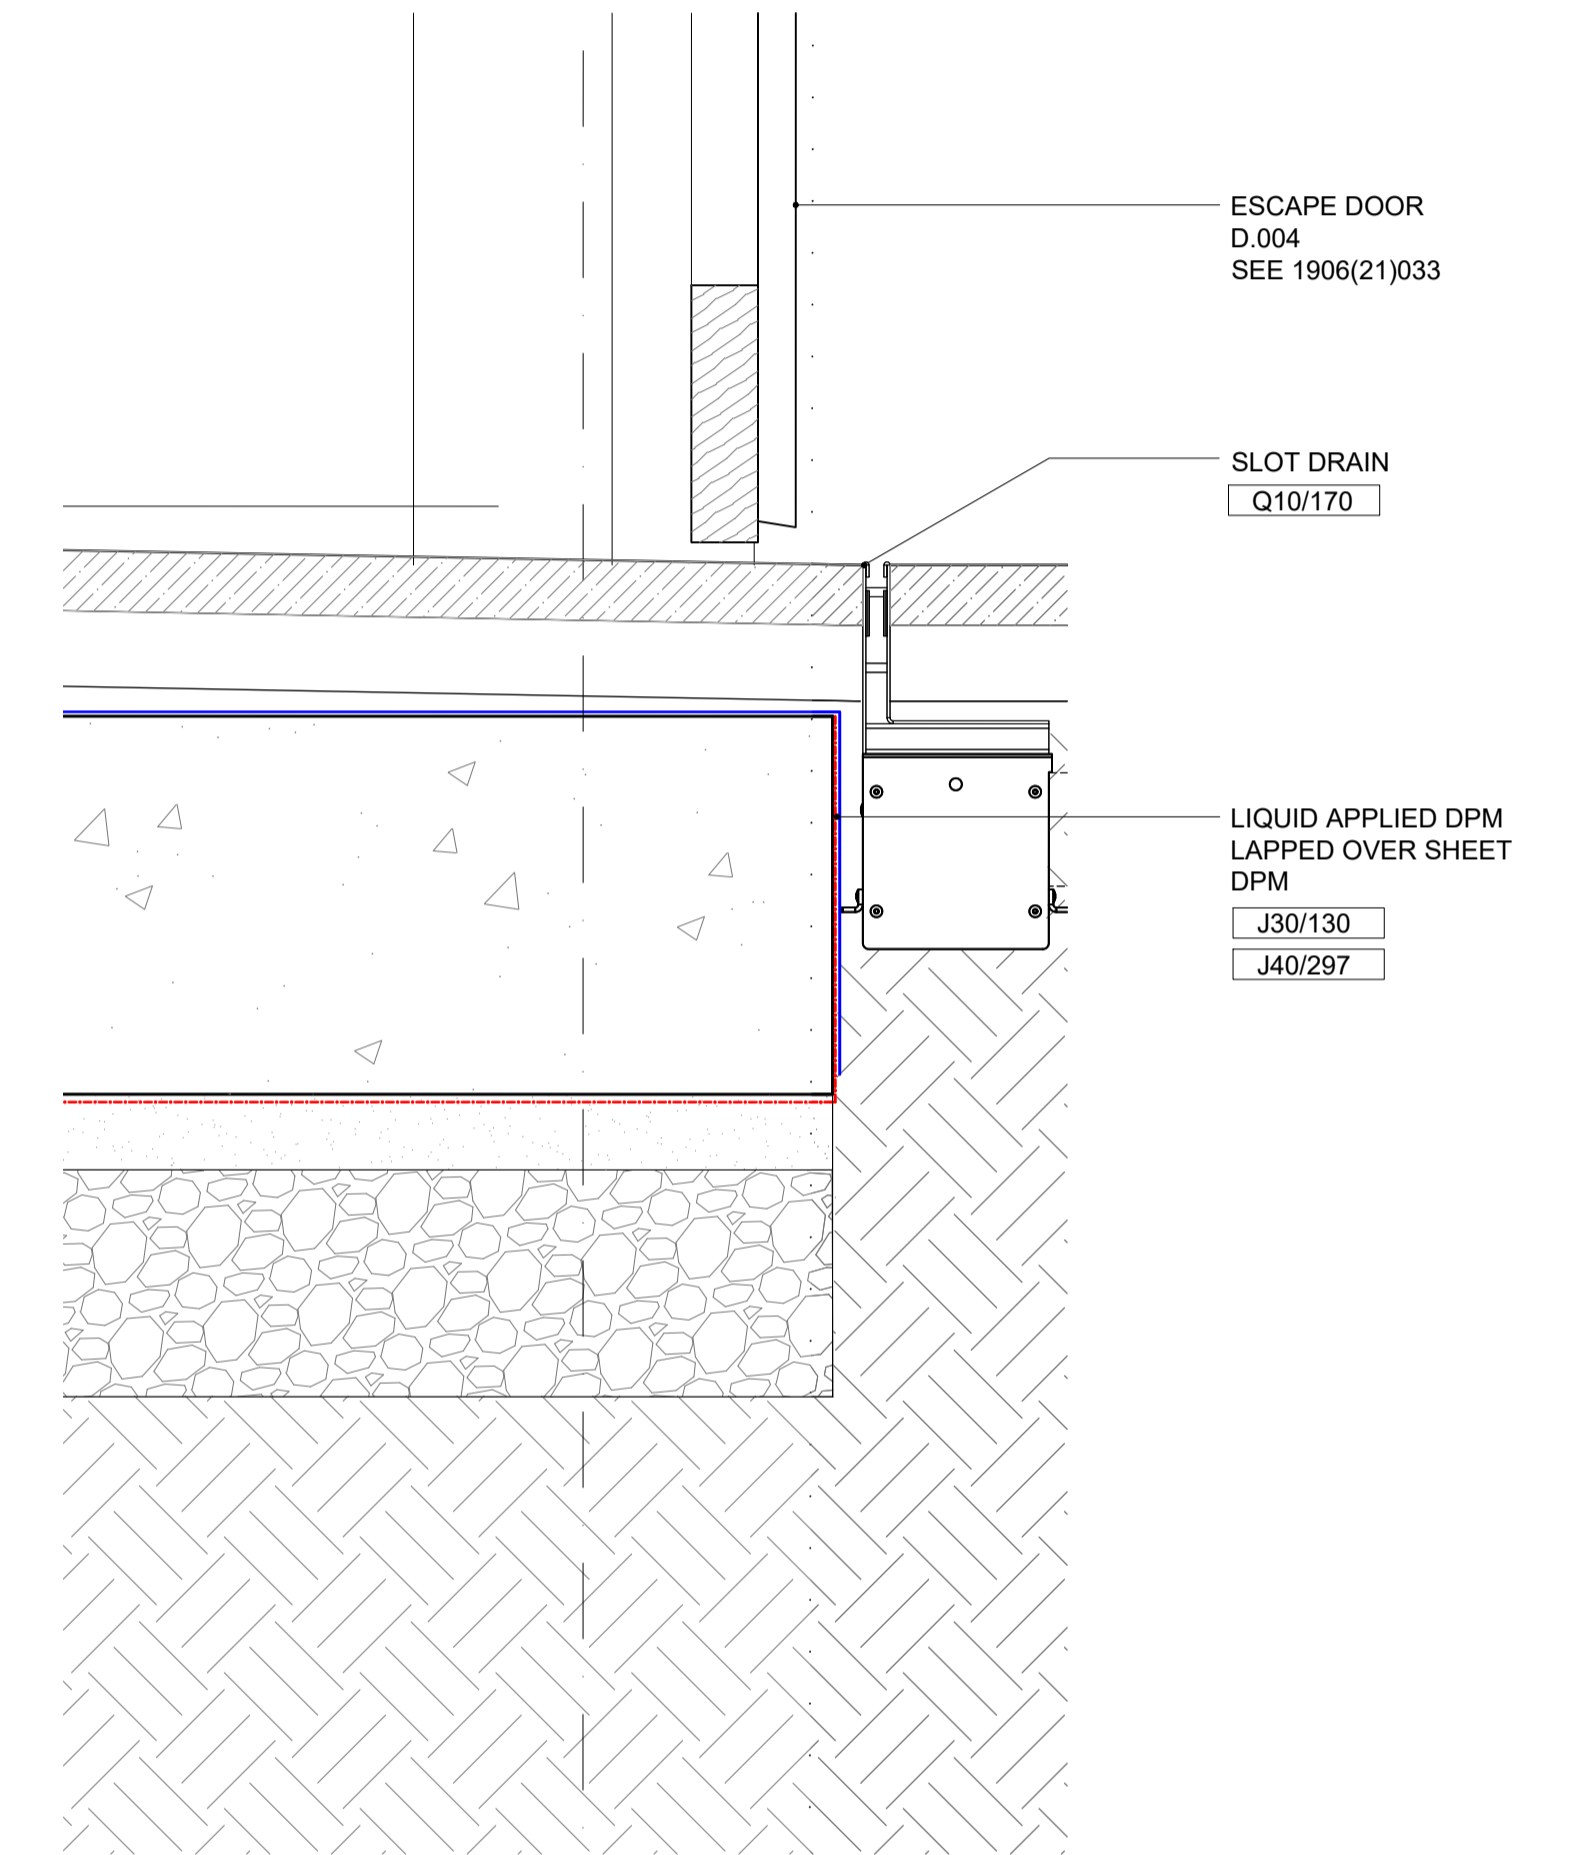 ESCAPE DOOR
D.004
SEE 1906(21)033
SLOT DRAIN
Q10/170
LIQUID APPLIED DPM
LAPPED OVER SHEET
DPM
J30/130
J40/297